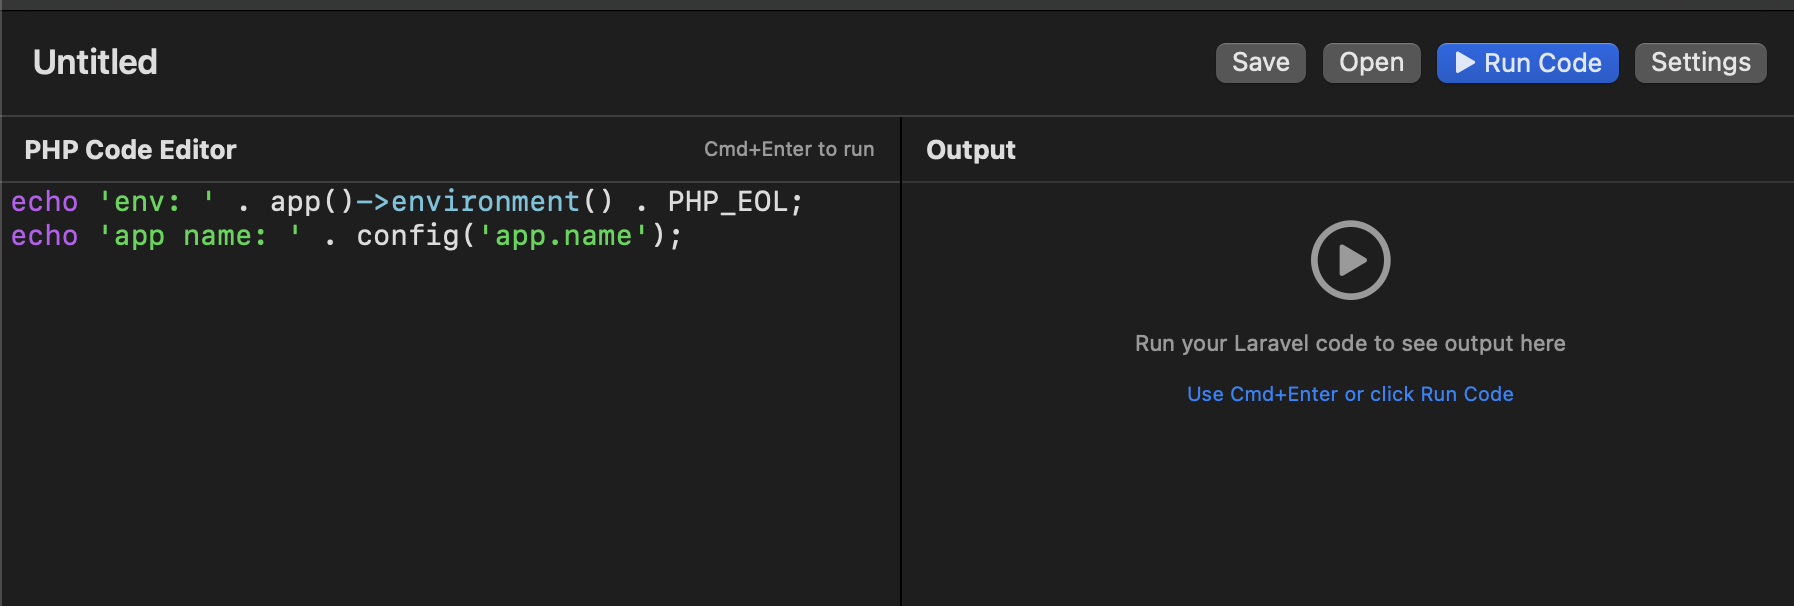 Untitled
Save
Open
▶ Run Code
Settings
PHP Code Editor
Cmd+Enter to run
echo 'env: ' . app()->environment() . PHP_EOL;
echo 'app name: ' . config('app.name');
Output
Run your Laravel code to see output here
Use Cmd+Enter or click Run Code